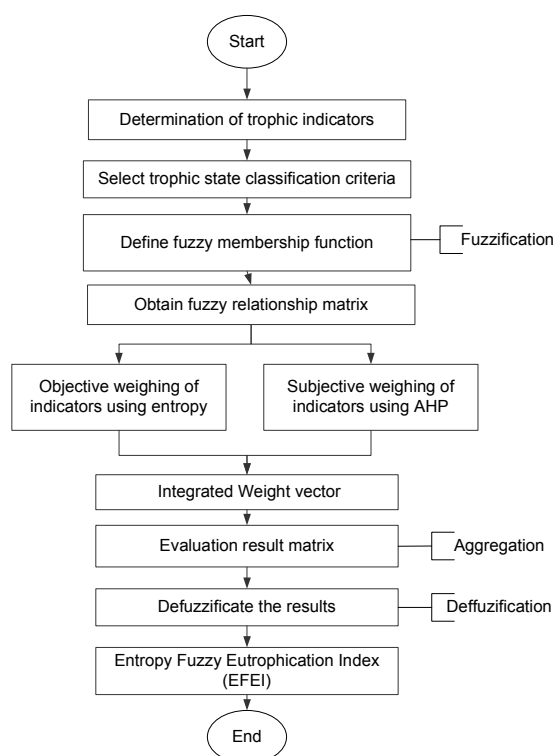 Start
Determination of trophic indicators
Select trophic state classification criteria
Define fuzzy membership function
Fuzzification
Obtain fuzzy relationship matrix
Objective weighing of
indicators using entropy
Subjective weighing of
indicators using AHP
Integrated Weight vector
Evaluation result matrix
Aggregation
Defuzzificate the results
Deffuzification
Entropy Fuzzy Eutrophication Index
(EFEI)
End